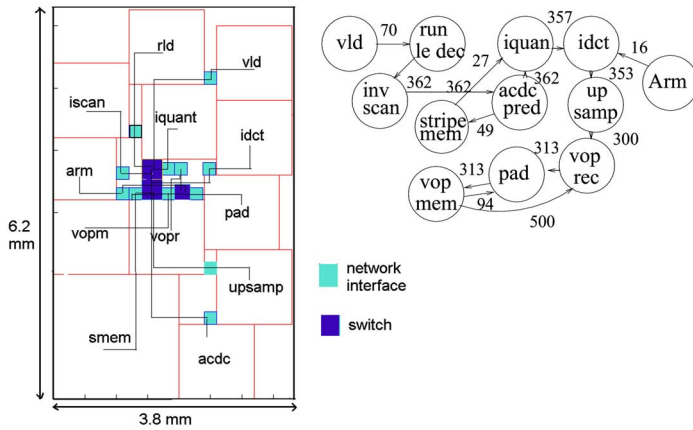 rld
vld
iscan
iquant
idct
arm
pad
vopm
vopr
upsamp
smem
acdc
6.2
mm
3.8 mm
network
interface
switch
vld
70
run
le dec
27
iquan
357
idct
16
Arm
inv
scan
362
362
acdc
pred
362
353
up
samp
stripe
mem
49
300
vop
rec
313
pad
313
vop
mem
94
500